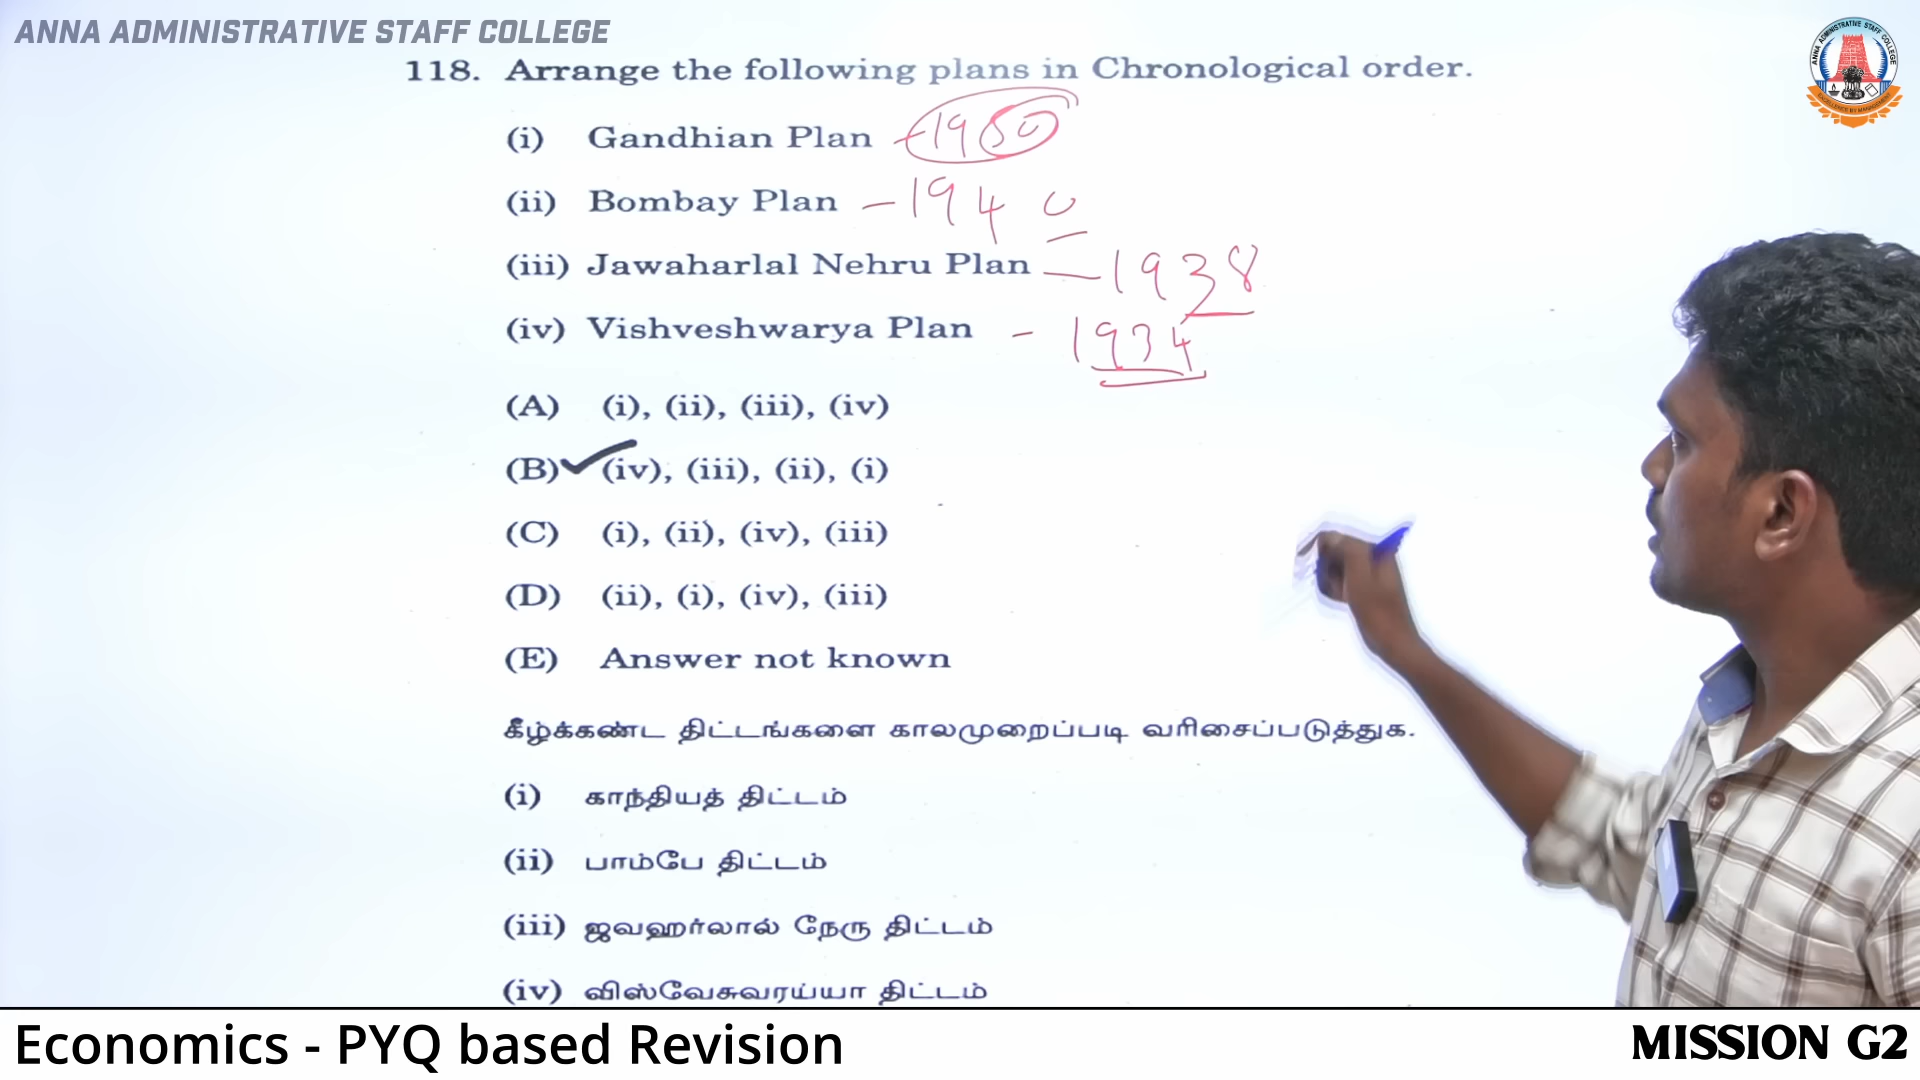 ANNA ADMINISTRATIVE STAFF COLLEGE
118. Arrange the following plans in Chronological order.
(i) Gandhian Plan - 1950
(ii) Bombay Plan - 1940
(iii) Jawaharlal Nehru Plan - 1938
(iv) Vishveshwarya Plan - 1934
(A) (i), (ii), (iii), (iv)
(B) (iv), (iii), (ii), (i)
(C) (i), (ii), (iv), (iii)
(D) (ii), (i), (iv), (iii)
(E) Answer not known
கீழ்க்கண்ட திட்டங்களை காலமுறைப்படி வரிசைப்படுத்துக.
(i) காந்தியத் திட்டம்
(ii) பாம்பே திட்டம்
(iii) ஜவஹர்லால் நேரு திட்டம்
(iv) விஸ்வேசுவரய்யா திட்டம்
Economics - PYQ based Revision
MISSION G2